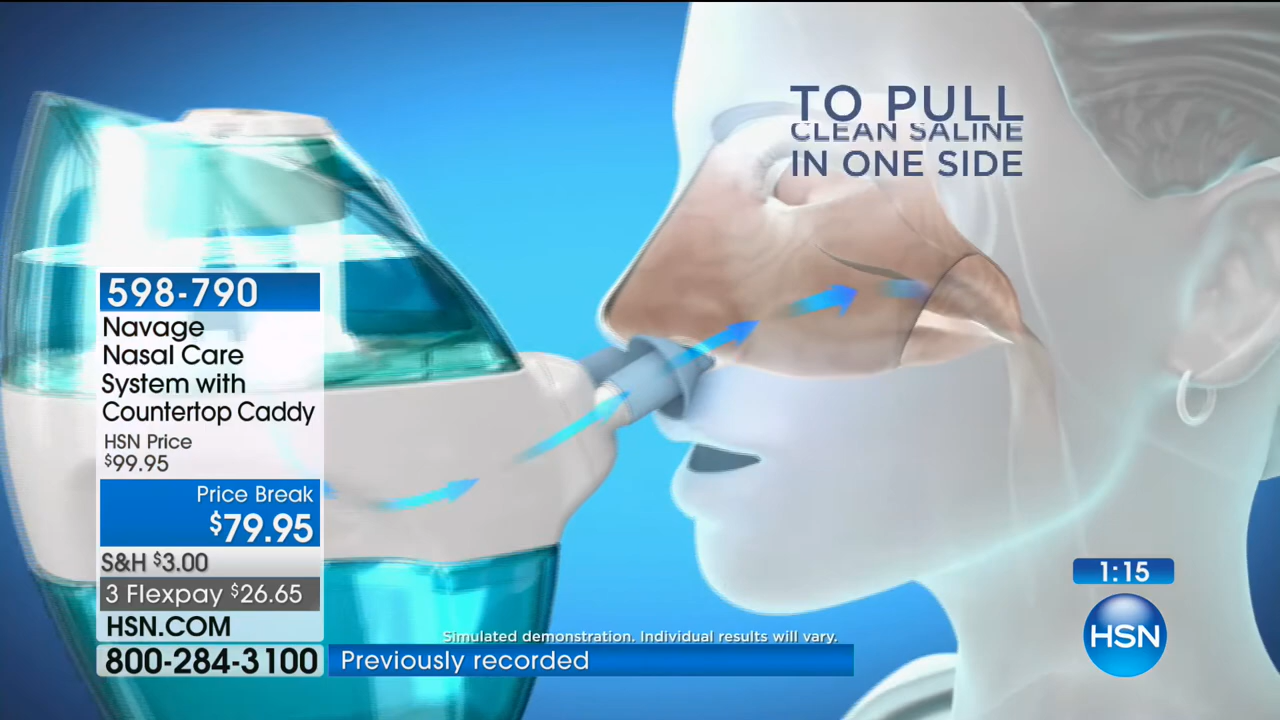 TO PULL
CLEAN SALINE
IN ONE SIDE
598-790
Navage
Nasal Care
System with
Countertop Caddy
HSN Price
$99.95
Price Break
$79.95
S&H $3.00
3 Flexpay $26.65
HSN.COM
800-284-3100
Simulated demonstration. Individual results will vary.
Previously recorded
1:15
HSN